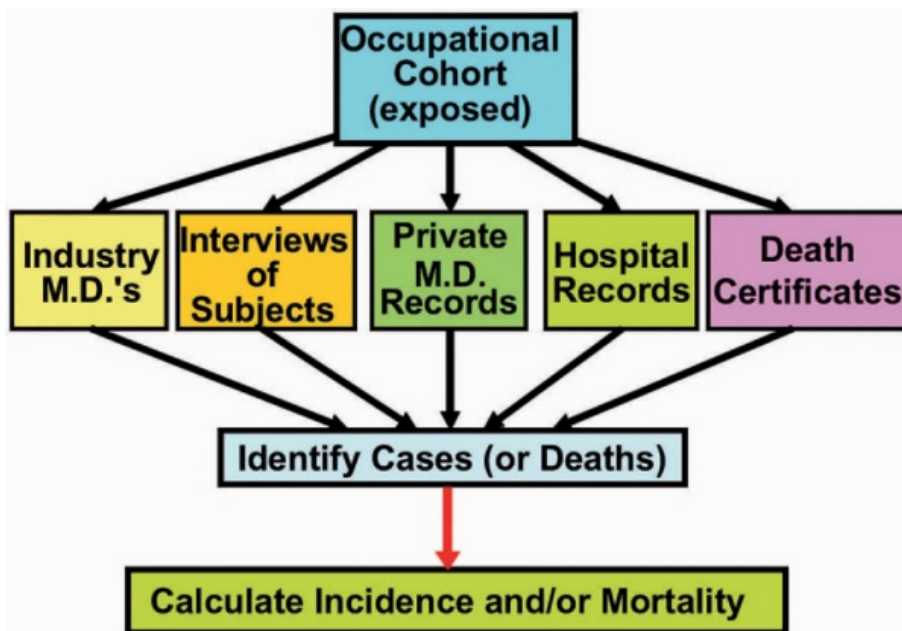 Occupational
Cohort
(exposed)
Industry
M.D.'s
Interviews
of
Subjects
Private
M.D.
Records
Hospital
Records
Death
Certificates
Identify Cases (or Deaths)
Calculate Incidence and/or Mortality